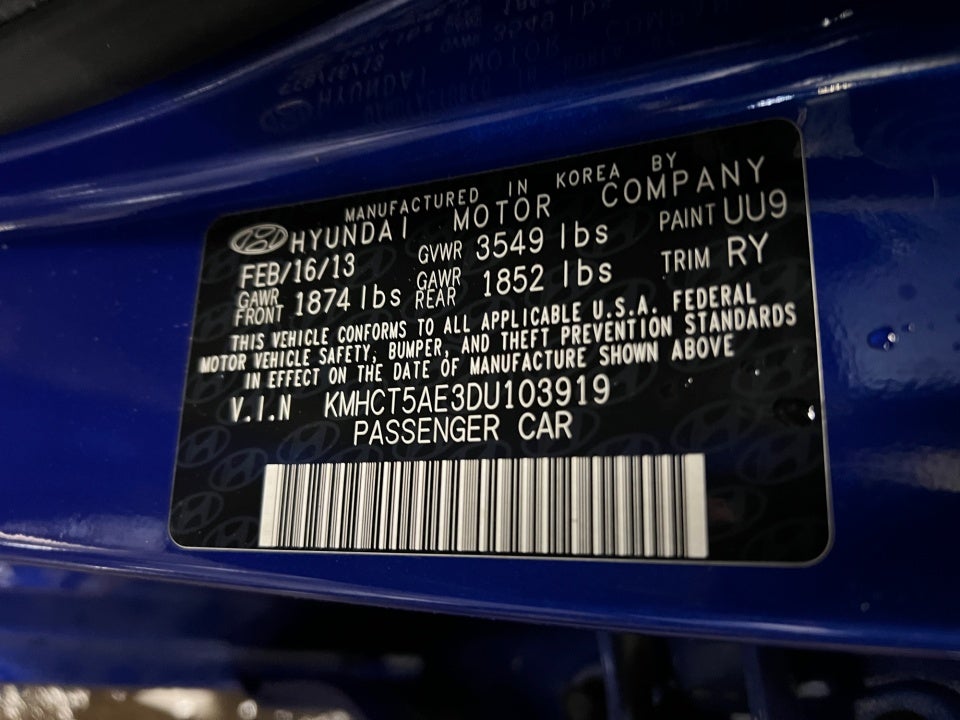 MANUFACTURED IN KOREA BY
HYUNDAI MOTOR COMPANY
FEB/16/13 GVWR 3549 lbs PAINT UU9
GAWR FRONT 1874 lbs GAWR REAR 1852 lbs TRIM RY
THIS VEHICLE CONFORMS TO ALL APPLICABLE U.S.A. FEDERAL
MOTOR VEHICLE SAFETY, BUMPER, AND THEFT PREVENTION STANDARDS
IN EFFECT ON THE DATE OF MANUFACTURE SHOWN ABOVE
V.I.N KMHCT5AE3DU103919
PASSENGER CAR